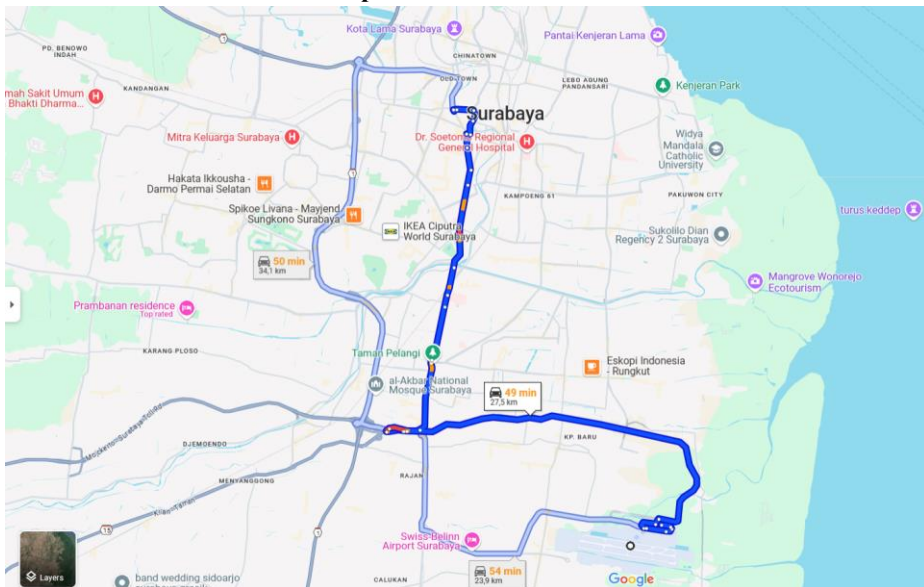 Kota Lama Surabaya
Pantai Kenjeran Lama
PD. BENOWO
INDAH
CHINATOWN
KANDANGAN
OLD TOWN
LEBO AGUNG
PANDANSARI
Kenjeran Park
mah Sakit Umum
Bhakti Dharma...
Surabaya
Mitra Keluarga Surabaya
Dr. Soetomo Regional
General Hospital
Widya
Mandala
Catholic
University
Hakata Ikkousha -
Darmo Permai Selatan
KAMPOENG 61
PAKUWON CITY
turus keddep
Spikoe Livana - Mayjend
Sungkono Surabaya
IKEA Ciputra
World Surabaya
Sukolilo Dian
Regency 2 Surabaya
50 min
34,1 km
Mangrove Wonorejo
Ecotourism
Prambanan residence
Top rated
KARANG PLOSO
Taman Pelangi
Eskopi Indonesia
- Rungkut
al-Akbar National
Mosque Surabaya
49 min
27,5 km
DJEMOENDO
KP. BARU
MENYANGGONG
RAJAN
Swiss-Belinn
Airport Surabaya
54 min
23,9 km
Layers
band wedding sidoarjo
CALUKAN
Google